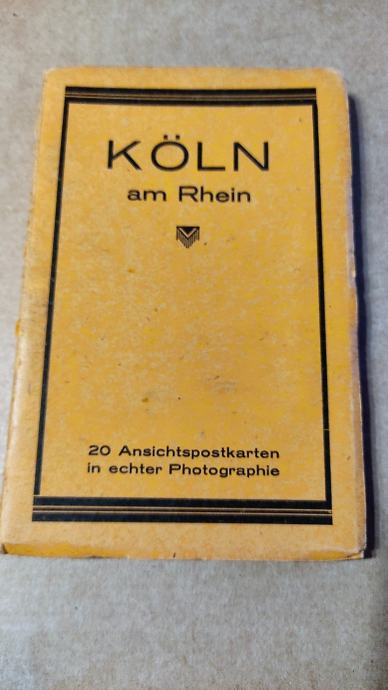 KÖLN
am Rhein
20 Ansichtspostkarten
in echter Photographie